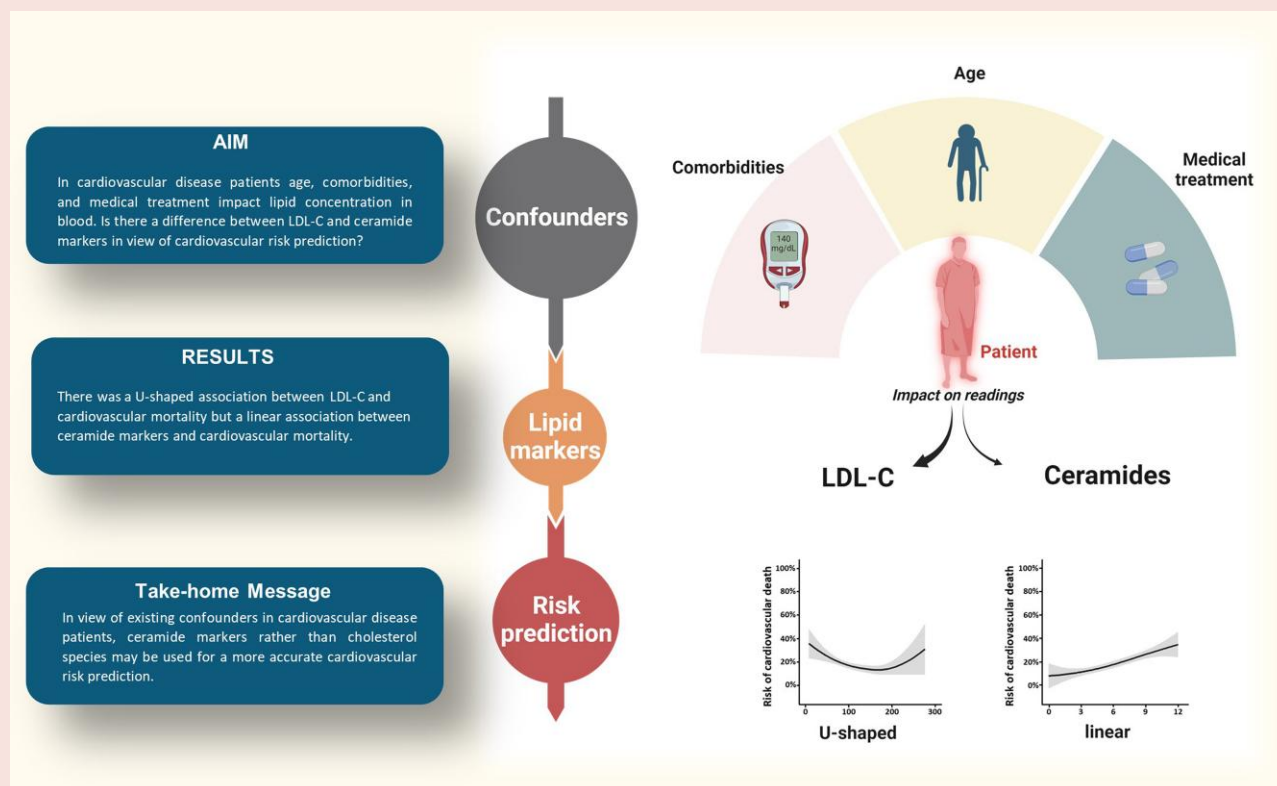 AIM
In cardiovascular disease patients age, comorbidities,
and medical treatment impact lipid concentration in
blood. Is there a difference between LDL-C and ceramide
markers in view of cardiovascular risk prediction?
RESULTS
There was a U-shaped association between LDL-C and
cardiovascular mortality but a linear association between
ceramide markers and cardiovascular mortality.
Take-home Message
In view of existing confounders in cardiovascular disease
patients, ceramide markers rather than cholesterol
species may be used for a more accurate cardiovascular
risk prediction.
Confounders
Lipid
markers
Risk
prediction
Age
Comorbidities
Medical
treatment
140
mg/dL
Patient
Impact on readings
LDL-C
Ceramides
Risk of cardiovascular death
100%
80%
60%
40%
20%
0%
0 100 200 300
U-shaped
Risk of cardiovascular death
100%
80%
60%
40%
20%
0%
0 3 6 9 12
linear